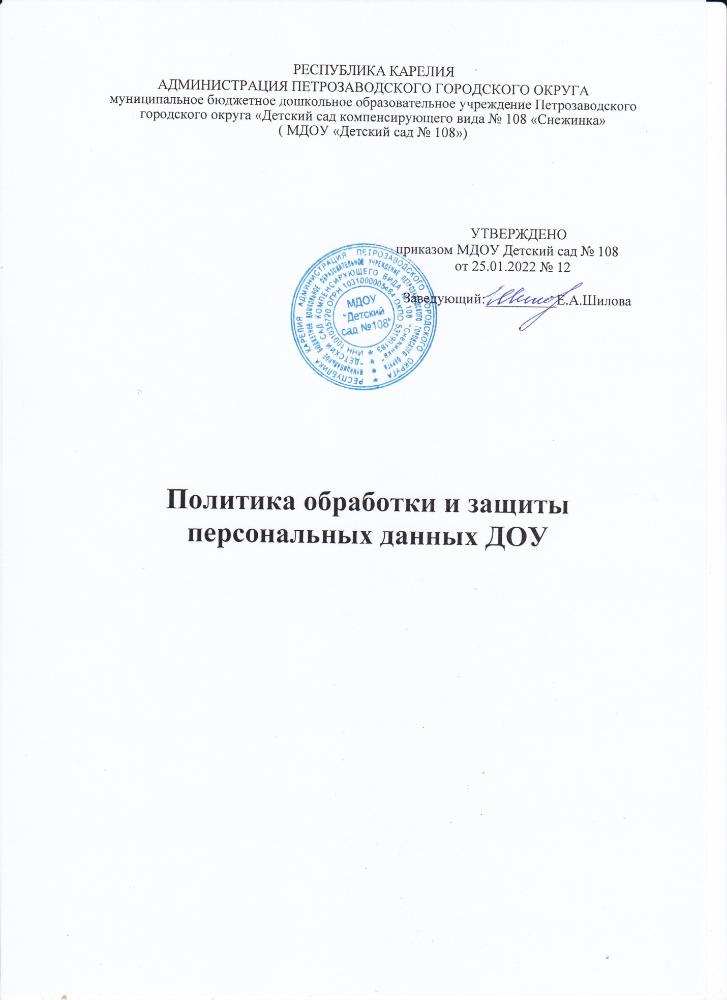 РЕСПУБЛИКА КАРЕЛИЯ
АДМИНИСТРАЦИЯ ПЕТРОЗАВОДСКОГО ГОРОДСКОГО ОКРУГА
муниципальное бюджетное дошкольное образовательное учреждение Петрозаводского
городского округа «Детский сад компенсирующего вида № 108 «Снежинка»
( МДОУ «Детский сад № 108»)
УТВЕРЖДЕНО
приказом МДОУ Детский сад № 108
от 25.01.2022 № 12
Заведующий:__________Е.А.Шилова
РЕСПУБЛИКА КАРЕЛИЯ АДМИНИСТРАЦИЯ ПЕТРОЗАВОДСКОГО ГОРОДСКОГО ОКРУГА
МУНИЦИПАЛЬНОЕ БЮДЖЕТНОЕ ДОШКОЛЬНОЕ ОБРАЗОВАТЕЛЬНОЕ УЧРЕЖДЕНИЕ ПЕТРОЗАВОДСКОГО ГОРОДСКОГО ОКРУГА
"ДЕТСКИЙ САД КОМПЕНСИРУЮЩЕГО ВИДА № 108 "Снежинка"
ИНН 1001035720 ОГРН 1031000005464 ОКПО 53199183
МДОУ
"Детский
сад №108"
Политика обработки и защиты
персональных данных ДОУ